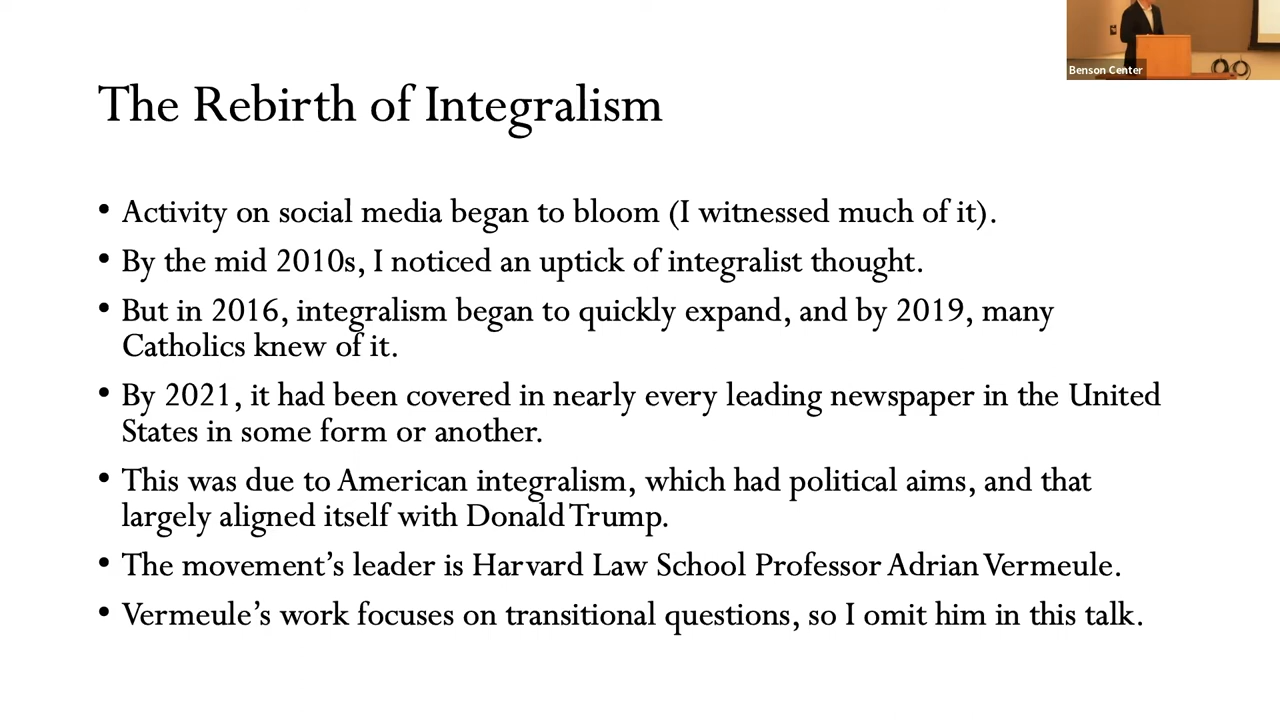 Benson Center
The Rebirth of Integralism
• Activity on social media began to bloom (I witnessed much of it).
• By the mid 2010s, I noticed an uptick of integralist thought.
• But in 2016, integralism began to quickly expand, and by 2019, many
Catholics knew of it.
• By 2021, it had been covered in nearly every leading newspaper in the United
States in some form or another.
• This was due to American integralism, which had political aims, and that
largely aligned itself with Donald Trump.
• The movement’s leader is Harvard Law School Professor Adrian Vermeule.
• Vermeule’s work focuses on transitional questions, so I omit him in this talk.